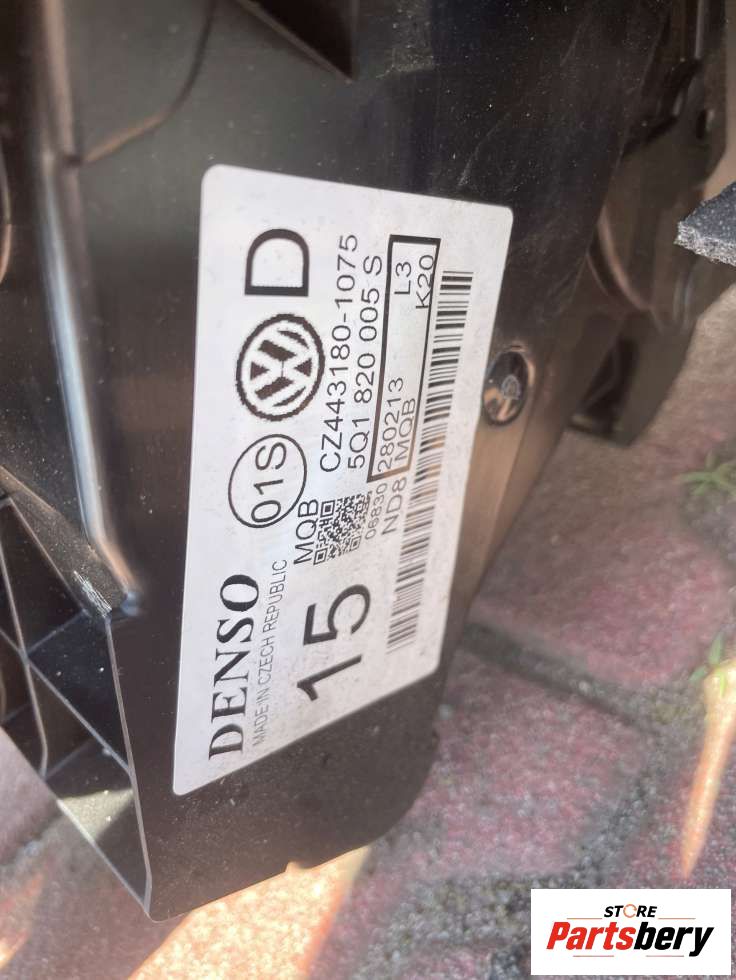 DENSO 01S VW D
MADE IN CZECH REPUBLIC
MQB CZ443180-1075
15 5Q1 820 005 S
06830 280213 L3
ND8 MQB K20
STORE
Partsbery